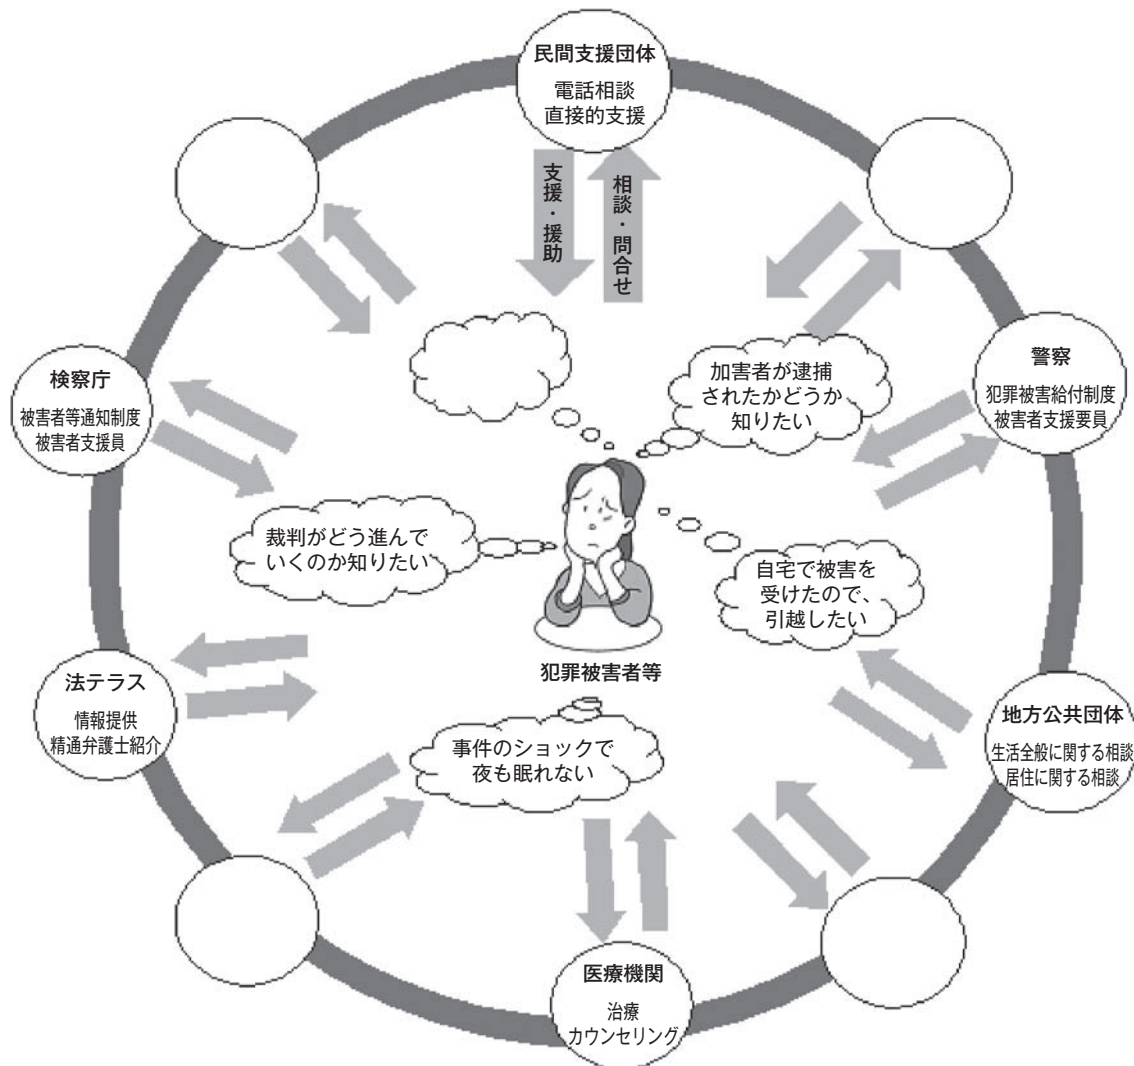 民間支援団体
電話相談
直接的支援
支援・援助
相談・問合せ
加害者が逮捕
されたかどうか
知りたい
警察
犯罪被害給付制度
被害者支援要員
検察庁
被害者等通知制度
被害者支援員
裁判がどう進んで
いくのか知りたい
自宅で被害を
受けたので、
引越したい
犯罪被害者等
法テラス
情報提供
精通弁護士紹介
事件のショックで
夜も眠れない
地方公共団体
生活全般に関する相談
居住に関する相談
医療機関
治療
カウンセリング